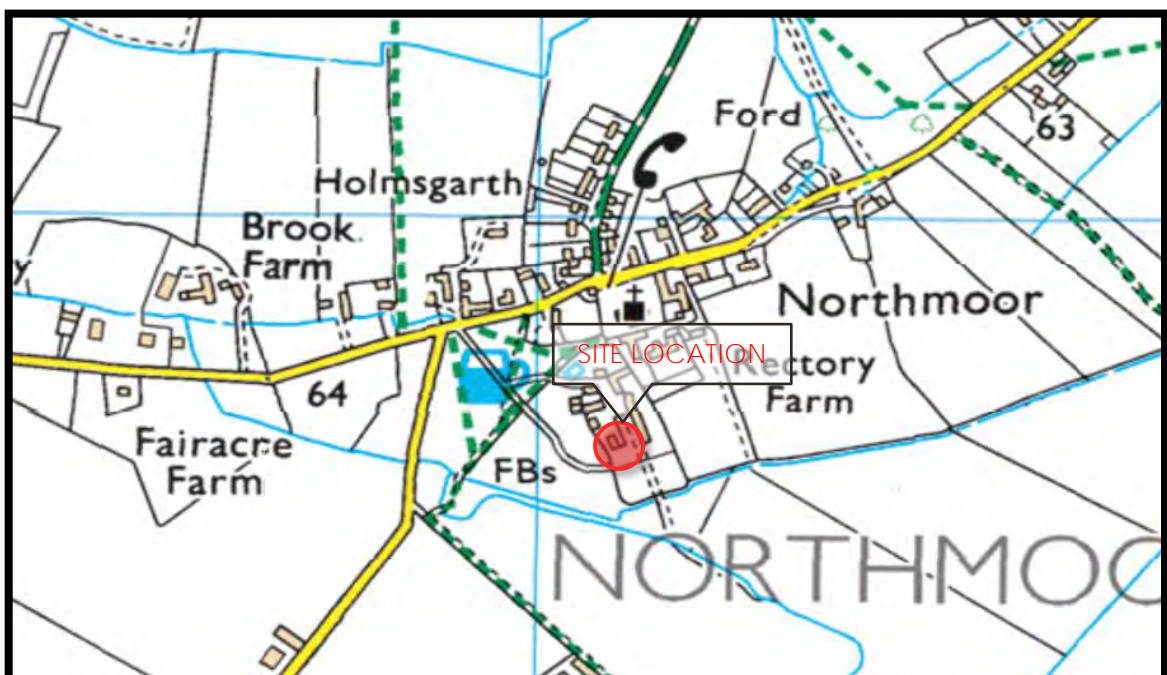 Ford
63
Holmsgarth
Brook
Farm
y
Northmoor
SITE LOCATION
Rectory
Farm
64
Fairacre
Farm
FBs
NORTHMOO